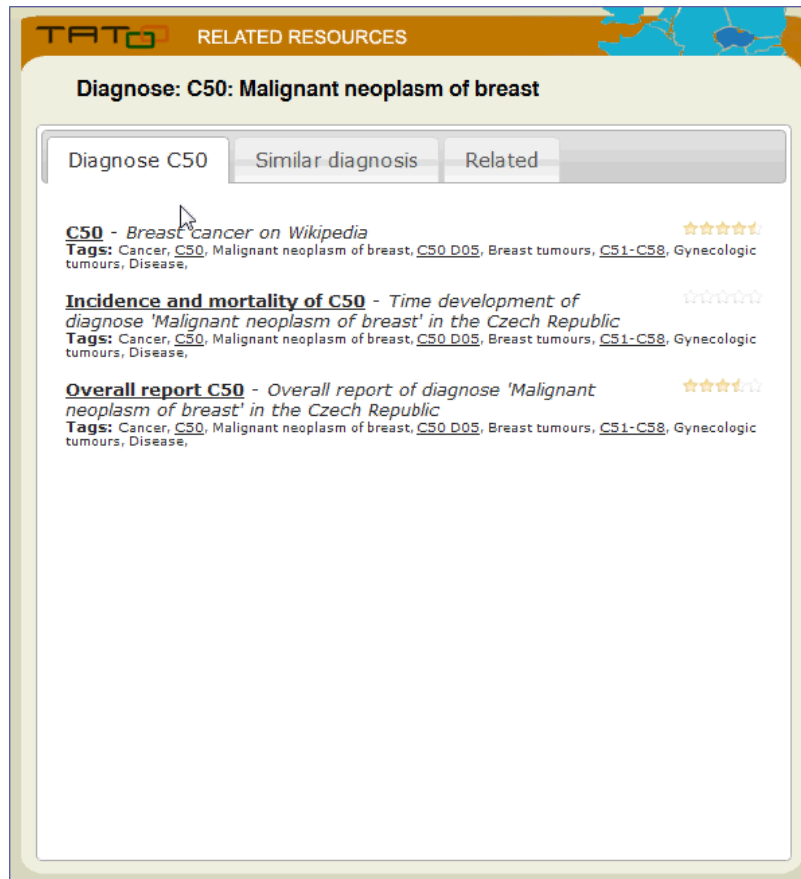 TATOO RELATED RESOURCES
Diagnose: C50: Malignant neoplasm of breast
Diagnose C50 Similar diagnosis Related
C50 - Breast cancer on Wikipedia
Tags: Cancer, C50, Malignant neoplasm of breast, C50 D05, Breast tumours, C51-C58, Gynecologic
tumours, Disease,
Incidence and mortality of C50 - Time development of
diagnose 'Malignant neoplasm of breast' in the Czech Republic
Tags: Cancer, C50, Malignant neoplasm of breast, C50 D05, Breast tumours, C51-C58, Gynecologic
tumours, Disease,
Overall report C50 - Overall report of diagnose 'Malignant
neoplasm of breast' in the Czech Republic
Tags: Cancer, C50, Malignant neoplasm of breast, C50 D05, Breast tumours, C51-C58, Gynecologic
tumours, Disease,